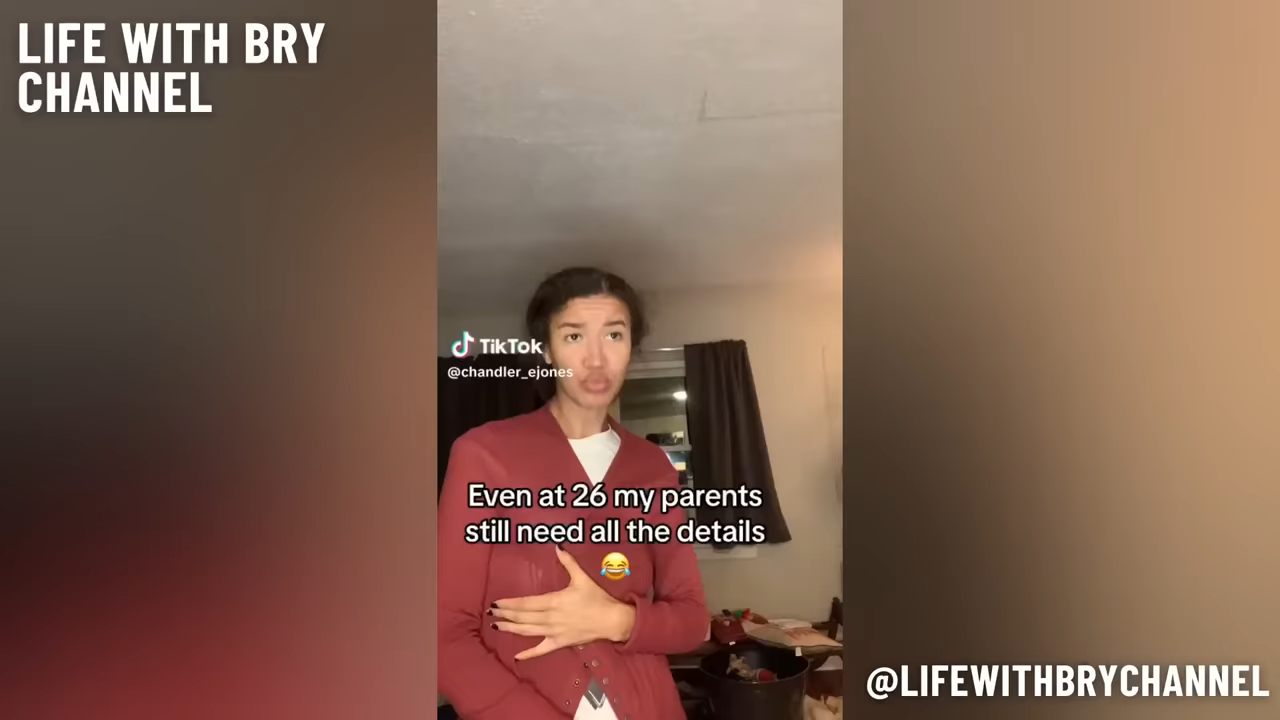 LIFE WITH BRY
CHANNEL
TikTok
@chandler_ejones
Even at 26 my parents
still need all the details
😂
@LIFEWITHBRYCHANNEL